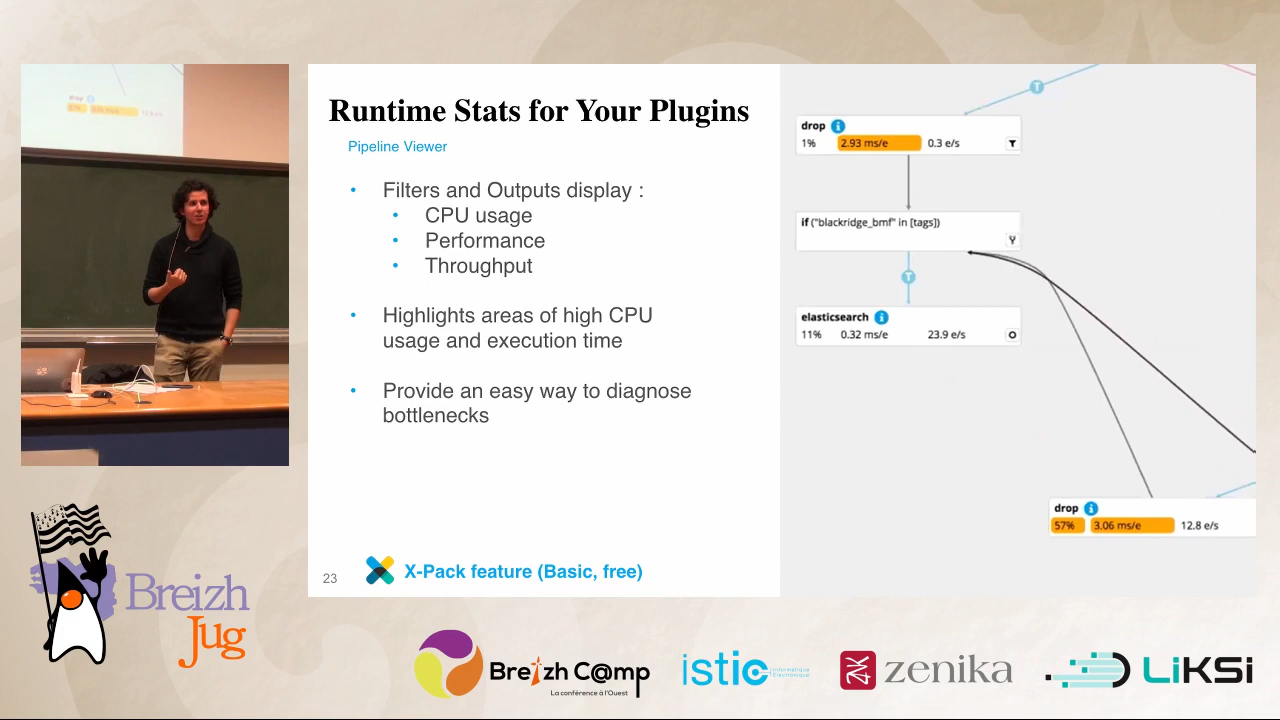 Runtime Stats for Your Plugins
Pipeline Viewer
• Filters and Outputs display :
• CPU usage
• Performance
• Throughput
• Highlights areas of high CPU
usage and execution time
• Provide an easy way to diagnose
bottlenecks
23
X-Pack feature (Basic, free)
T
drop i
1% 2.93 ms/e 0.3 e/s
if ("blackridge_bmf" in [tags])
T
elasticsearch i
11% 0.32 ms/e 23.9 e/s
drop i
57% 3.06 ms/e 12.8 e/s
drop
Breizh
Jug
Breizh C@mp
La conférence à l'Ouest
istic
Informatique
Électronique
ZK
zenika
LiKSi